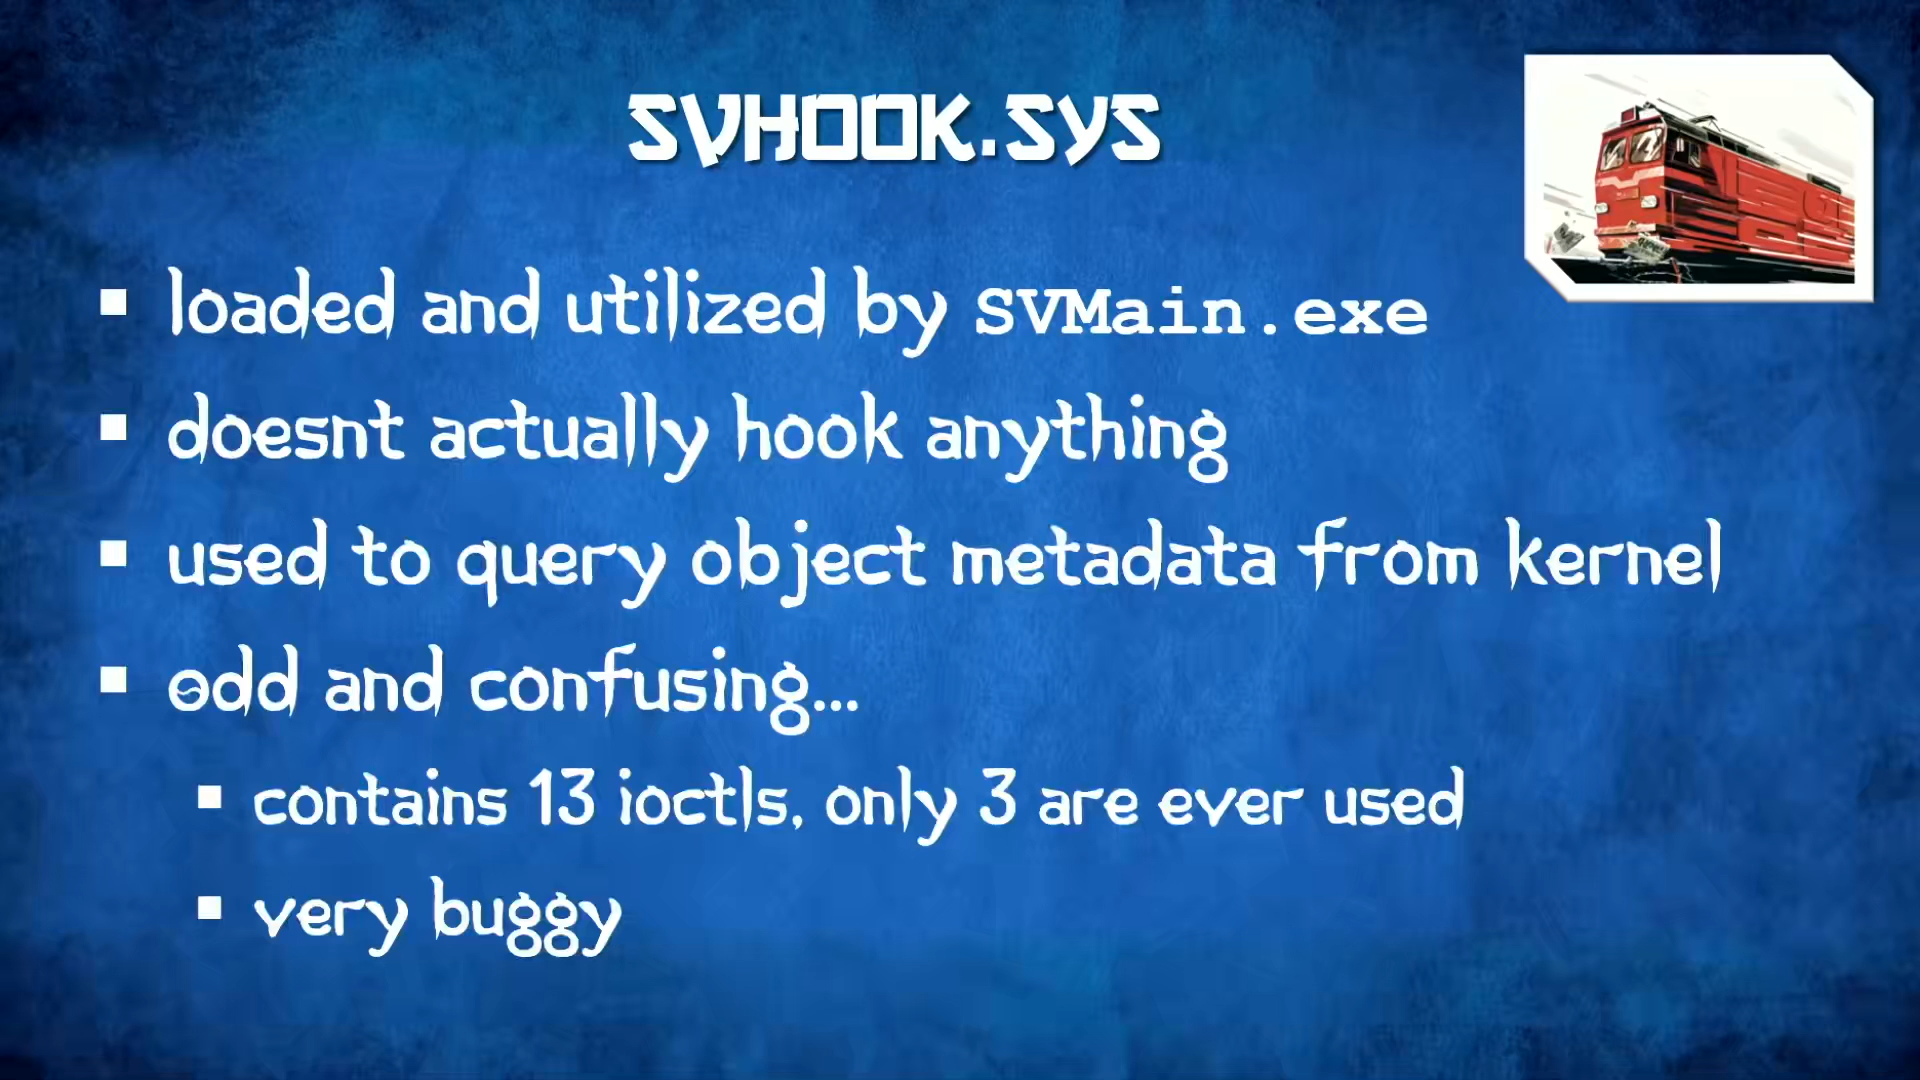 SVHOOK.SYS
loaded and utilized by SVMain.exe
doesnt actually hook anything
used to query object metadata from kernel
odd and confusing...
contains 13 ioctls, only 3 are ever used
very buggy